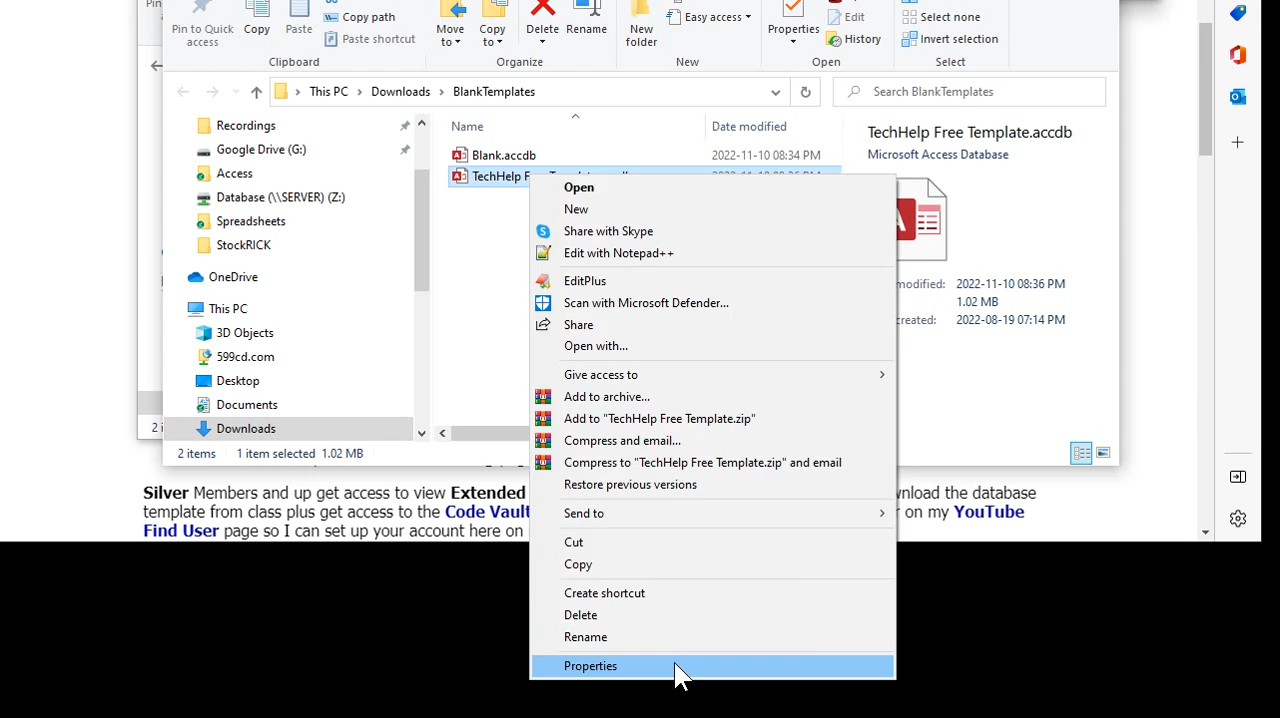 Pin to Quick access
Copy
Paste
Copy path
Paste shortcut
Clipboard
Move to
Copy to
Delete
Rename
Organize
New folder
Easy access
New
Properties
Edit
History
Open
Select none
Invert selection
Select
This PC > Downloads > BlankTemplates
Search BlankTemplates
Recordings
Google Drive (G:)
Access
Database (\\SERVER) (Z:)
Spreadsheets
StockRICK
OneDrive
This PC
3D Objects
599cd.com
Desktop
Documents
Downloads
2 items 1 item selected 1.02 MB
Name Date modified
Blank.accdb 2022-11-10 08:34 PM
TechHelp F
Open
New
Share with Skype
Edit with Notepad++
EditPlus
Scan with Microsoft Defender...
Share
Open with...
Give access to
Add to archive...
Add to "TechHelp Free Template.zip"
Compress and email...
Compress to "TechHelp Free Template.zip" and email
Restore previous versions
Send to
Cut
Copy
Create shortcut
Delete
Rename
Properties
TechHelp Free Template.accdb
Microsoft Access Database
modified: 2022-11-10 08:36 PM
1.02 MB
created: 2022-08-19 07:14 PM
Silver Members and up get access to view Extended wnload the database
template from class plus get access to the Code Vault on my YouTube
Find User page so I can set up your account here on